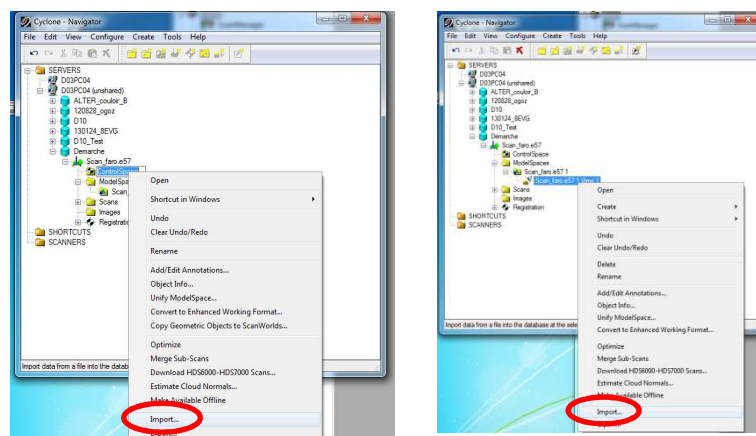 Cyclone - Navigator
File Edit View Configure Create Tools Help
SERVERS
D03PC04
D03PC04 (unshared)
ALTER_couloir_B
120828_ogoz
D10
130124_8EVG
D10_Test
Demarche
Scan_faro.e57
ControlSpace
ModelSpa
Scan_
Scans
Images
Registratio
SHORTCUTS
SCANNERS
Open
Shortcut in Windows
Undo
Clear Undo/Redo
Rename
Add/Edit Annotations...
Object Info...
Unify ModelSpace...
Convert to Enhanced Working Format...
Copy Geometric Objects to ScanWorlds...
Optimize
Merge Sub-Scans
Download HDS6000-HDS7000 Scans...
Estimate Cloud Normals...
Make Available Offline
Import...
Import data from a file into the datab
Cyclone - Navigator
File Edit View Configure Create Tools Help
SERVERS
D03PC04
D03PC04 (unshared)
ALTER_couloir_B
120828_ogoz
D10
130124_8EVG
D10_Test
Demarche
Scan_faro.e57
ControlSpace
ModelSpaces
Scan_faro.e57 1
Scan_faro.e57 1 View 1
Scans
Images
Registration
SHORTCUTS
SCANNERS
Open
Create
Shortcut in Windows
Undo
Clear Undo/Redo
Delete
Rename
Add/Edit Annotations...
Object Info...
Unify ModelSpace...
Convert to Enhanced Working Format...
Optimize
Merge Sub-Scans
Download HDS6000-HDS7000 Scans...
Estimate Cloud Normals...
Make Available Offline
Import...
Import data from a file into the database at the sele